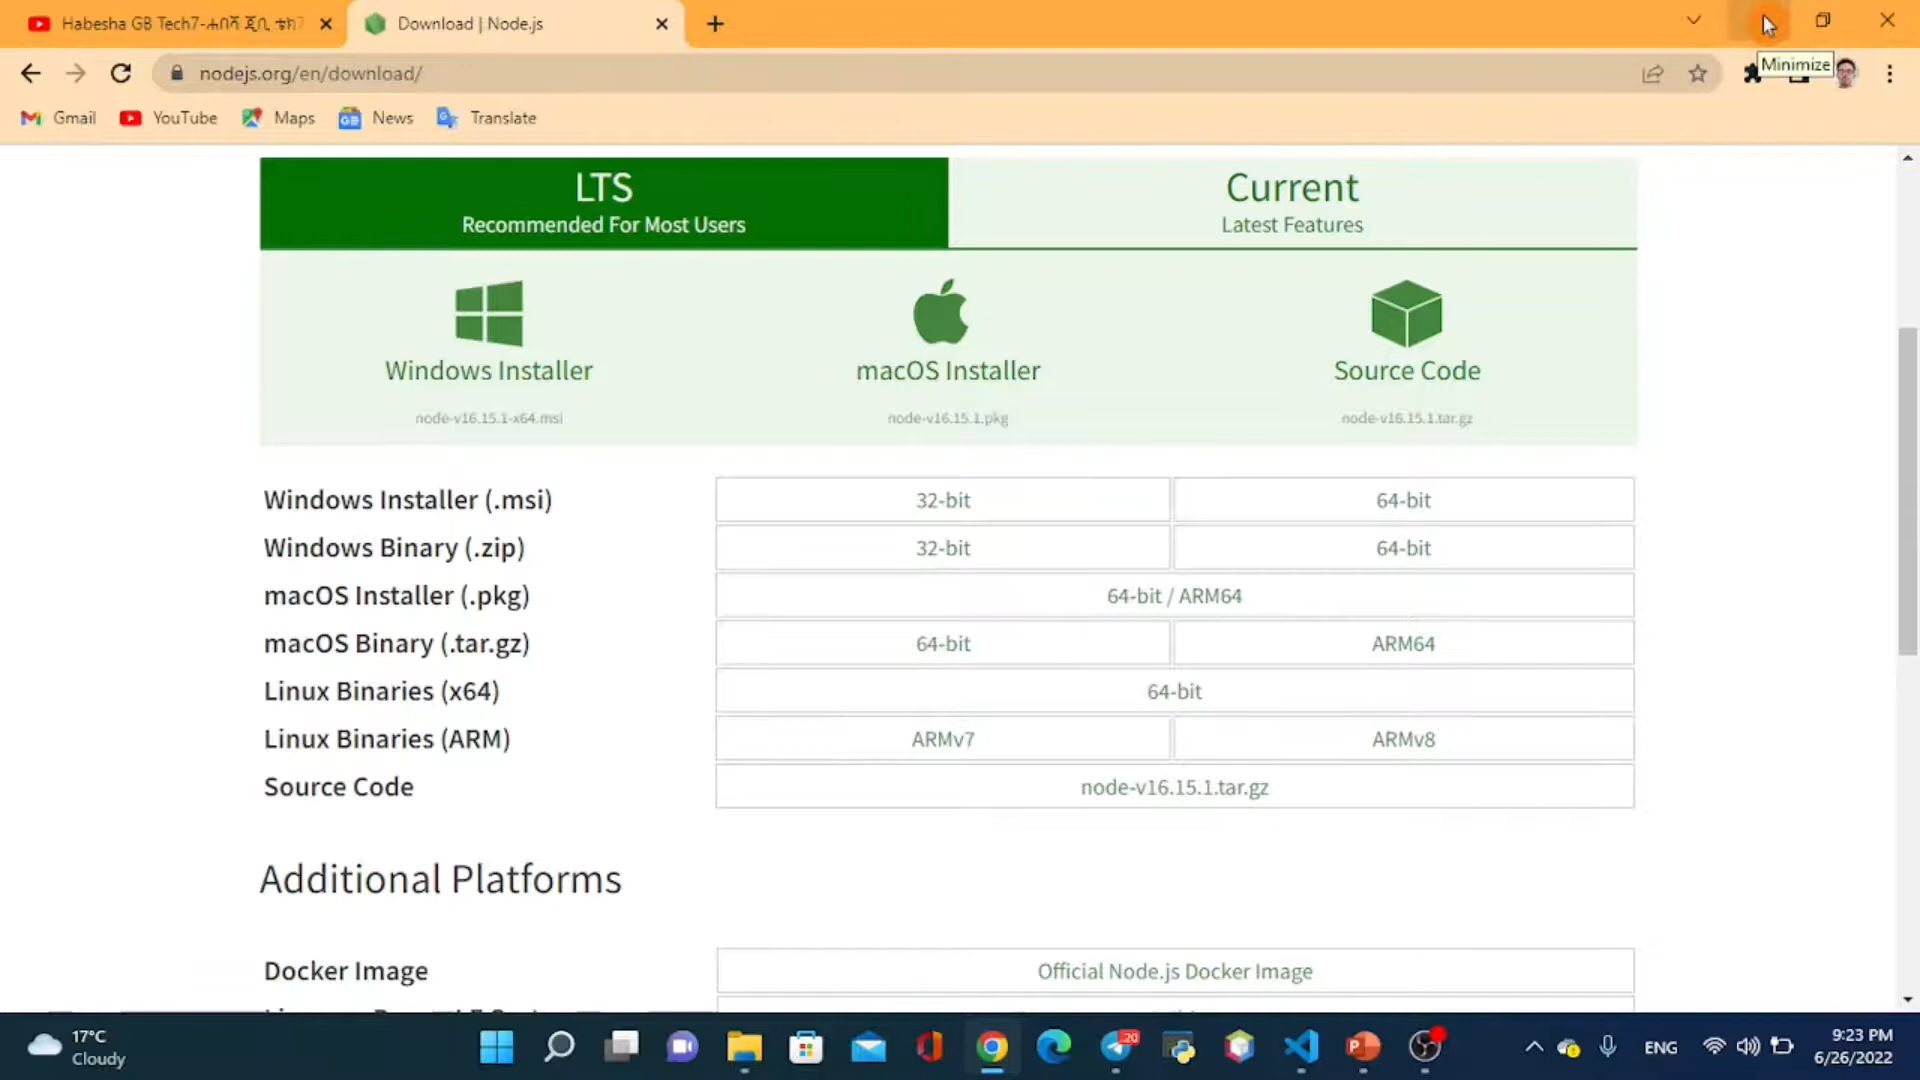 Habesha GB Tech7-ሐበሻ ጂቢ ቴክ7
Download | Node.js
nodejs.org/en/download/
Minimize
Gmail
YouTube
Maps
News
Translate
LTS
Recommended For Most Users
Current
Latest Features
Windows Installer
macOS Installer
Source Code
node-v16.15.1-x64.msi
node-v16.15.1.pkg
node-v16.15.1.tar.gz
Windows Installer (.msi) 32-bit 64-bit
Windows Binary (.zip) 32-bit 64-bit
macOS Installer (.pkg) 64-bit / ARM64
macOS Binary (.tar.gz) 64-bit ARM64
Linux Binaries (x64) 64-bit
Linux Binaries (ARM) ARMv7 ARMv8
Source Code node-v16.15.1.tar.gz
Additional Platforms
Docker Image Official Node.js Docker Image
17°C
Cloudy
20
ENG
9:23 PM
6/26/2022